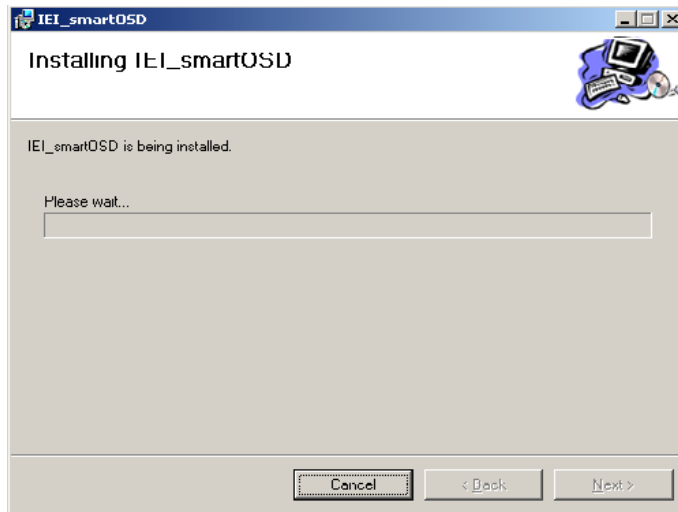 IEI_smartOSD
Installing IEI_smartOSD
IEI_smartOSD is being installed.
Please wait...
Cancel
< Back
Next >